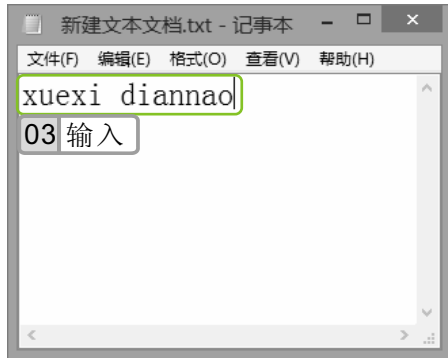 新建文本文档.txt - 记事本
文件(F) 编辑(E) 格式(O) 查看(V) 帮助(H)
xuexi diannao
03 输入